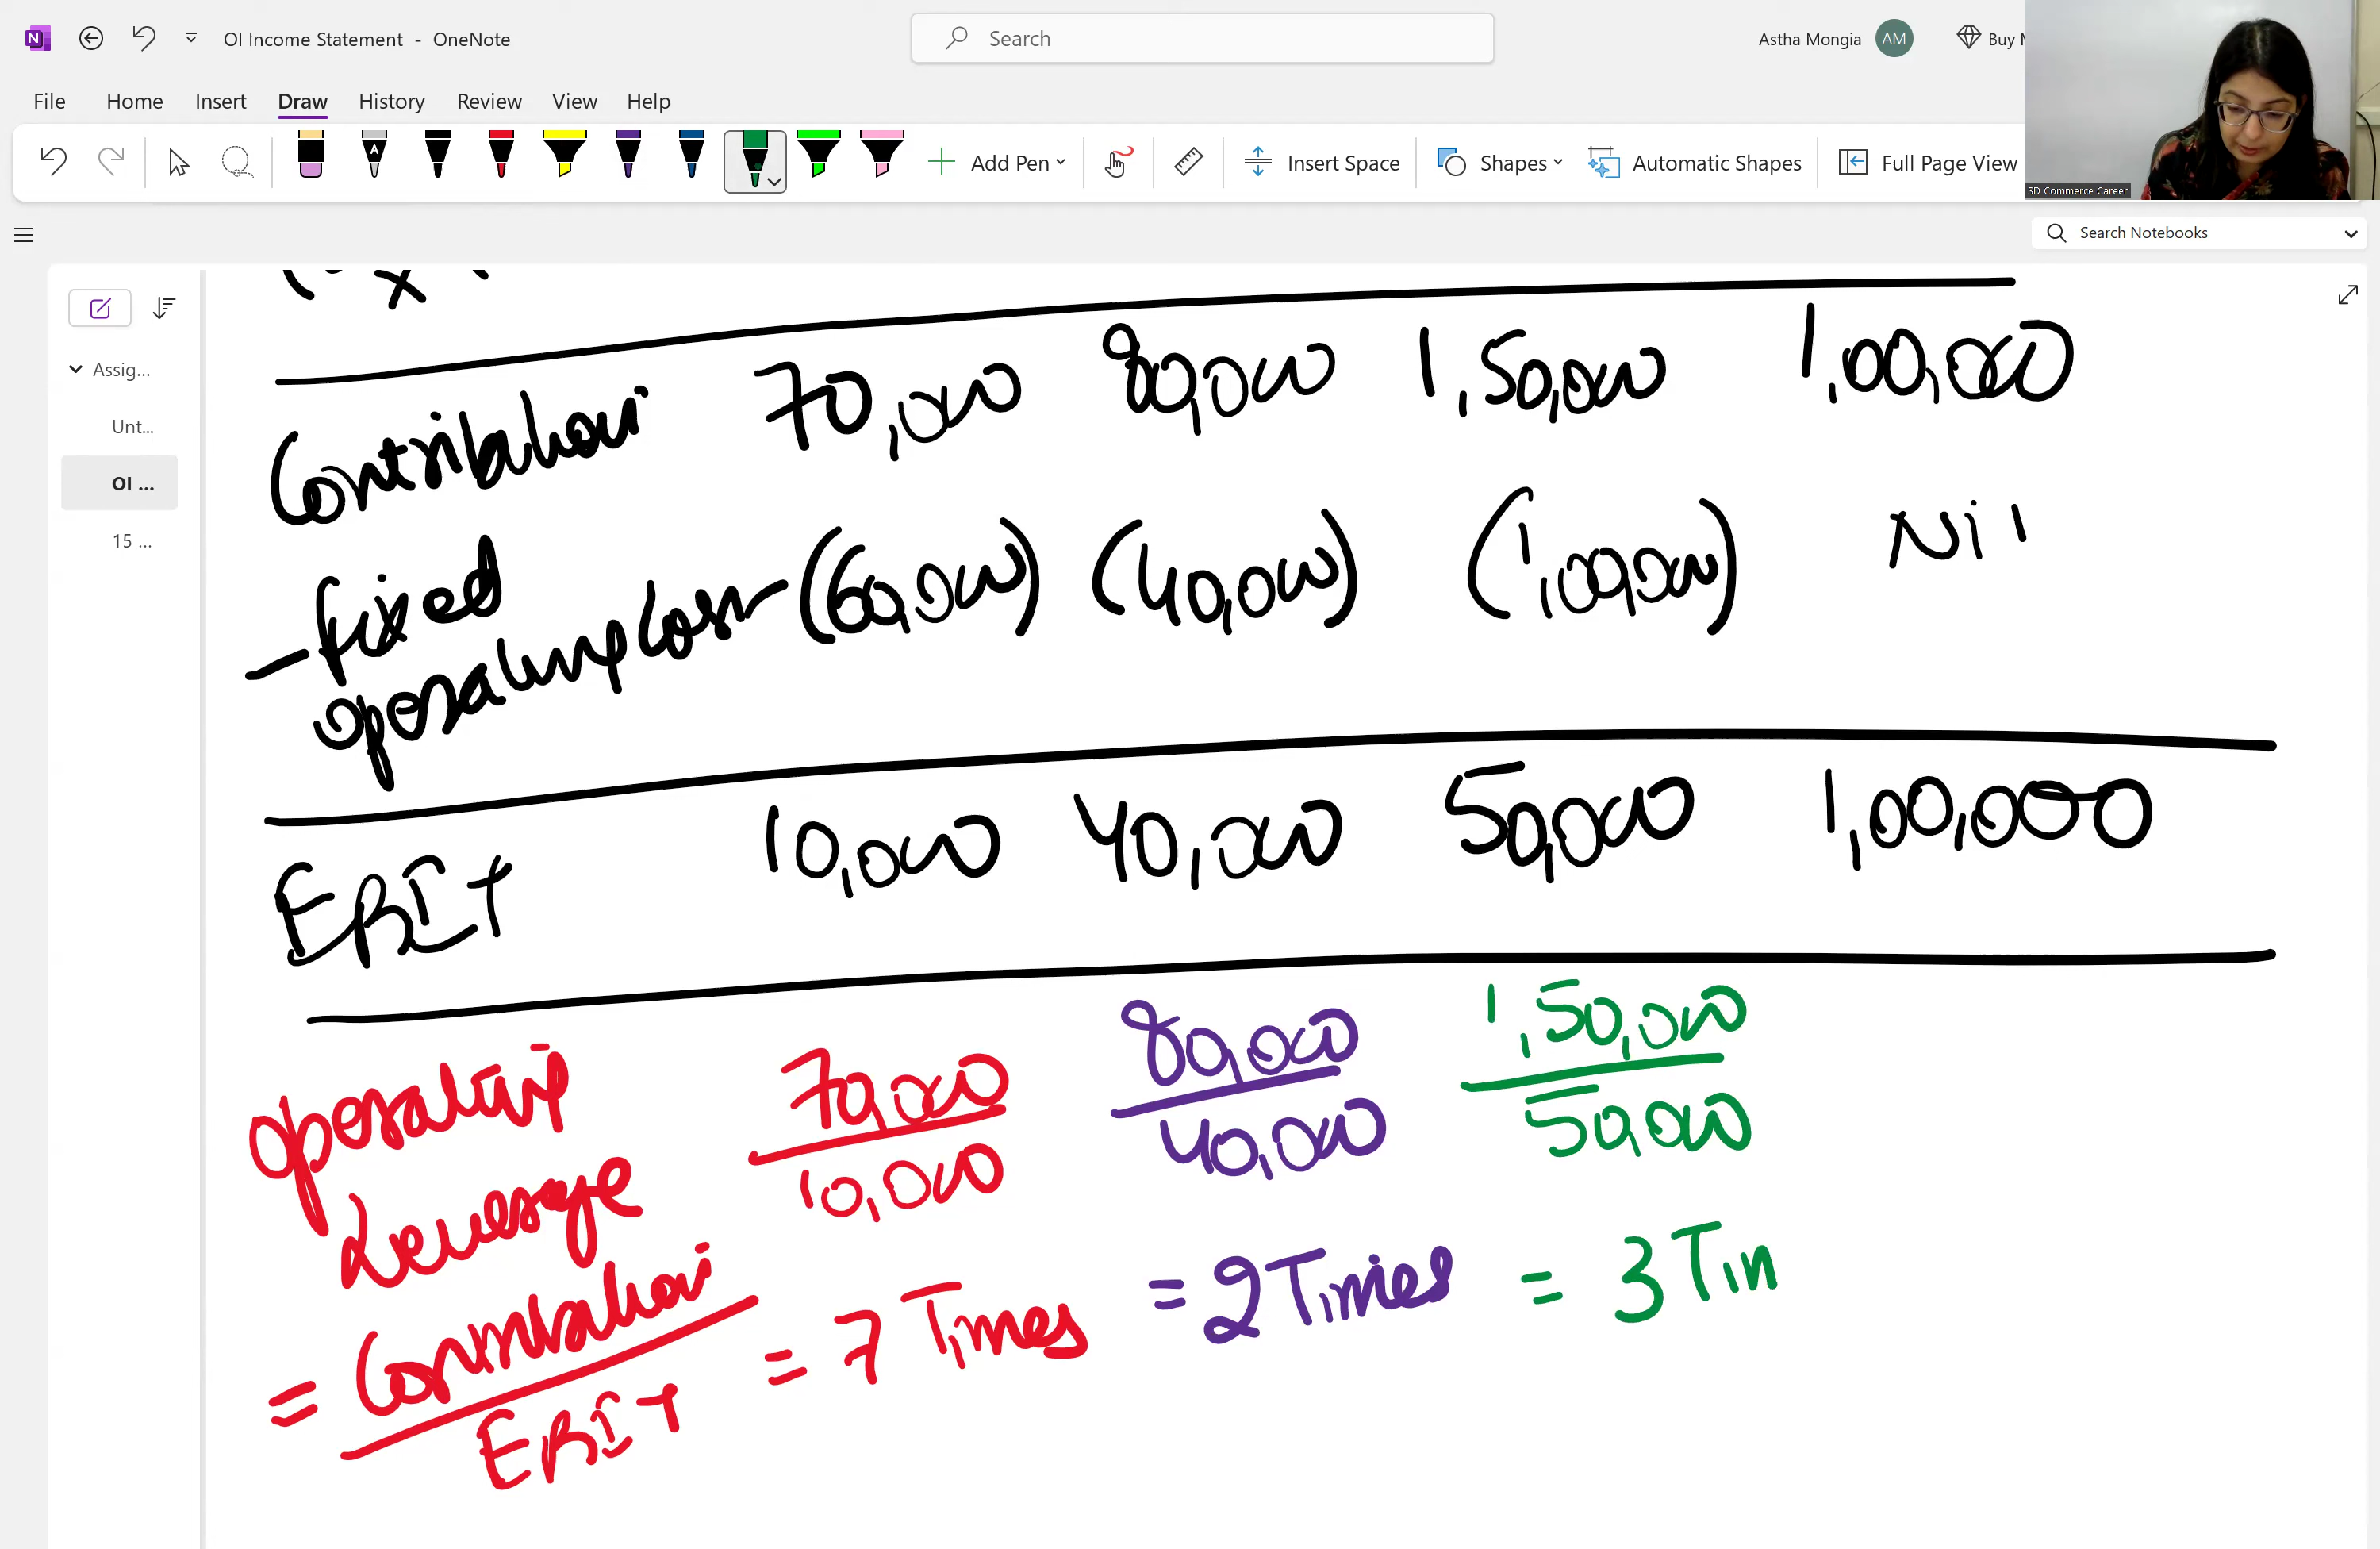 OI Income Statement - OneNote
Search
Astha Mongia AM Buy
File Home Insert Draw History Review View Help
Add Pen Insert Space Shapes Automatic Shapes Full Page View
SD Commerce Career
Search Notebooks
Assig...
Unt...
OI ...
15 ...
Contribution 70,000 80,000 1,50,000 1,00,000
- fixed operating cost (60,000) (40,000) (1,00,000) Nil
EBIT 10,000 40,000 50,000 1,00,000
operating Leverage
= Contribution / EBIT
70,000 / 10,000
= 7 Times
80,000 / 40,000
= 2 Times
1,50,000 / 50,000
= 3 Tim